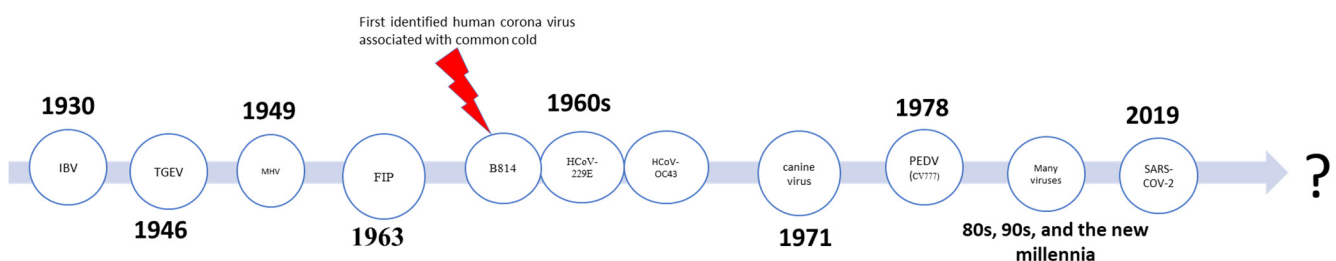 First identified human corona virus
associated with common cold
1930
IBV
TGEV
1946
1949
MHV
FIP
1963
1960s
B814
HCoV-
229E
HCoV-
OC43
canine
virus
1971
1978
PEDV
(CV777)
Many
viruses
80s, 90s, and the new
millennia
2019
SARS-
COV-2
?